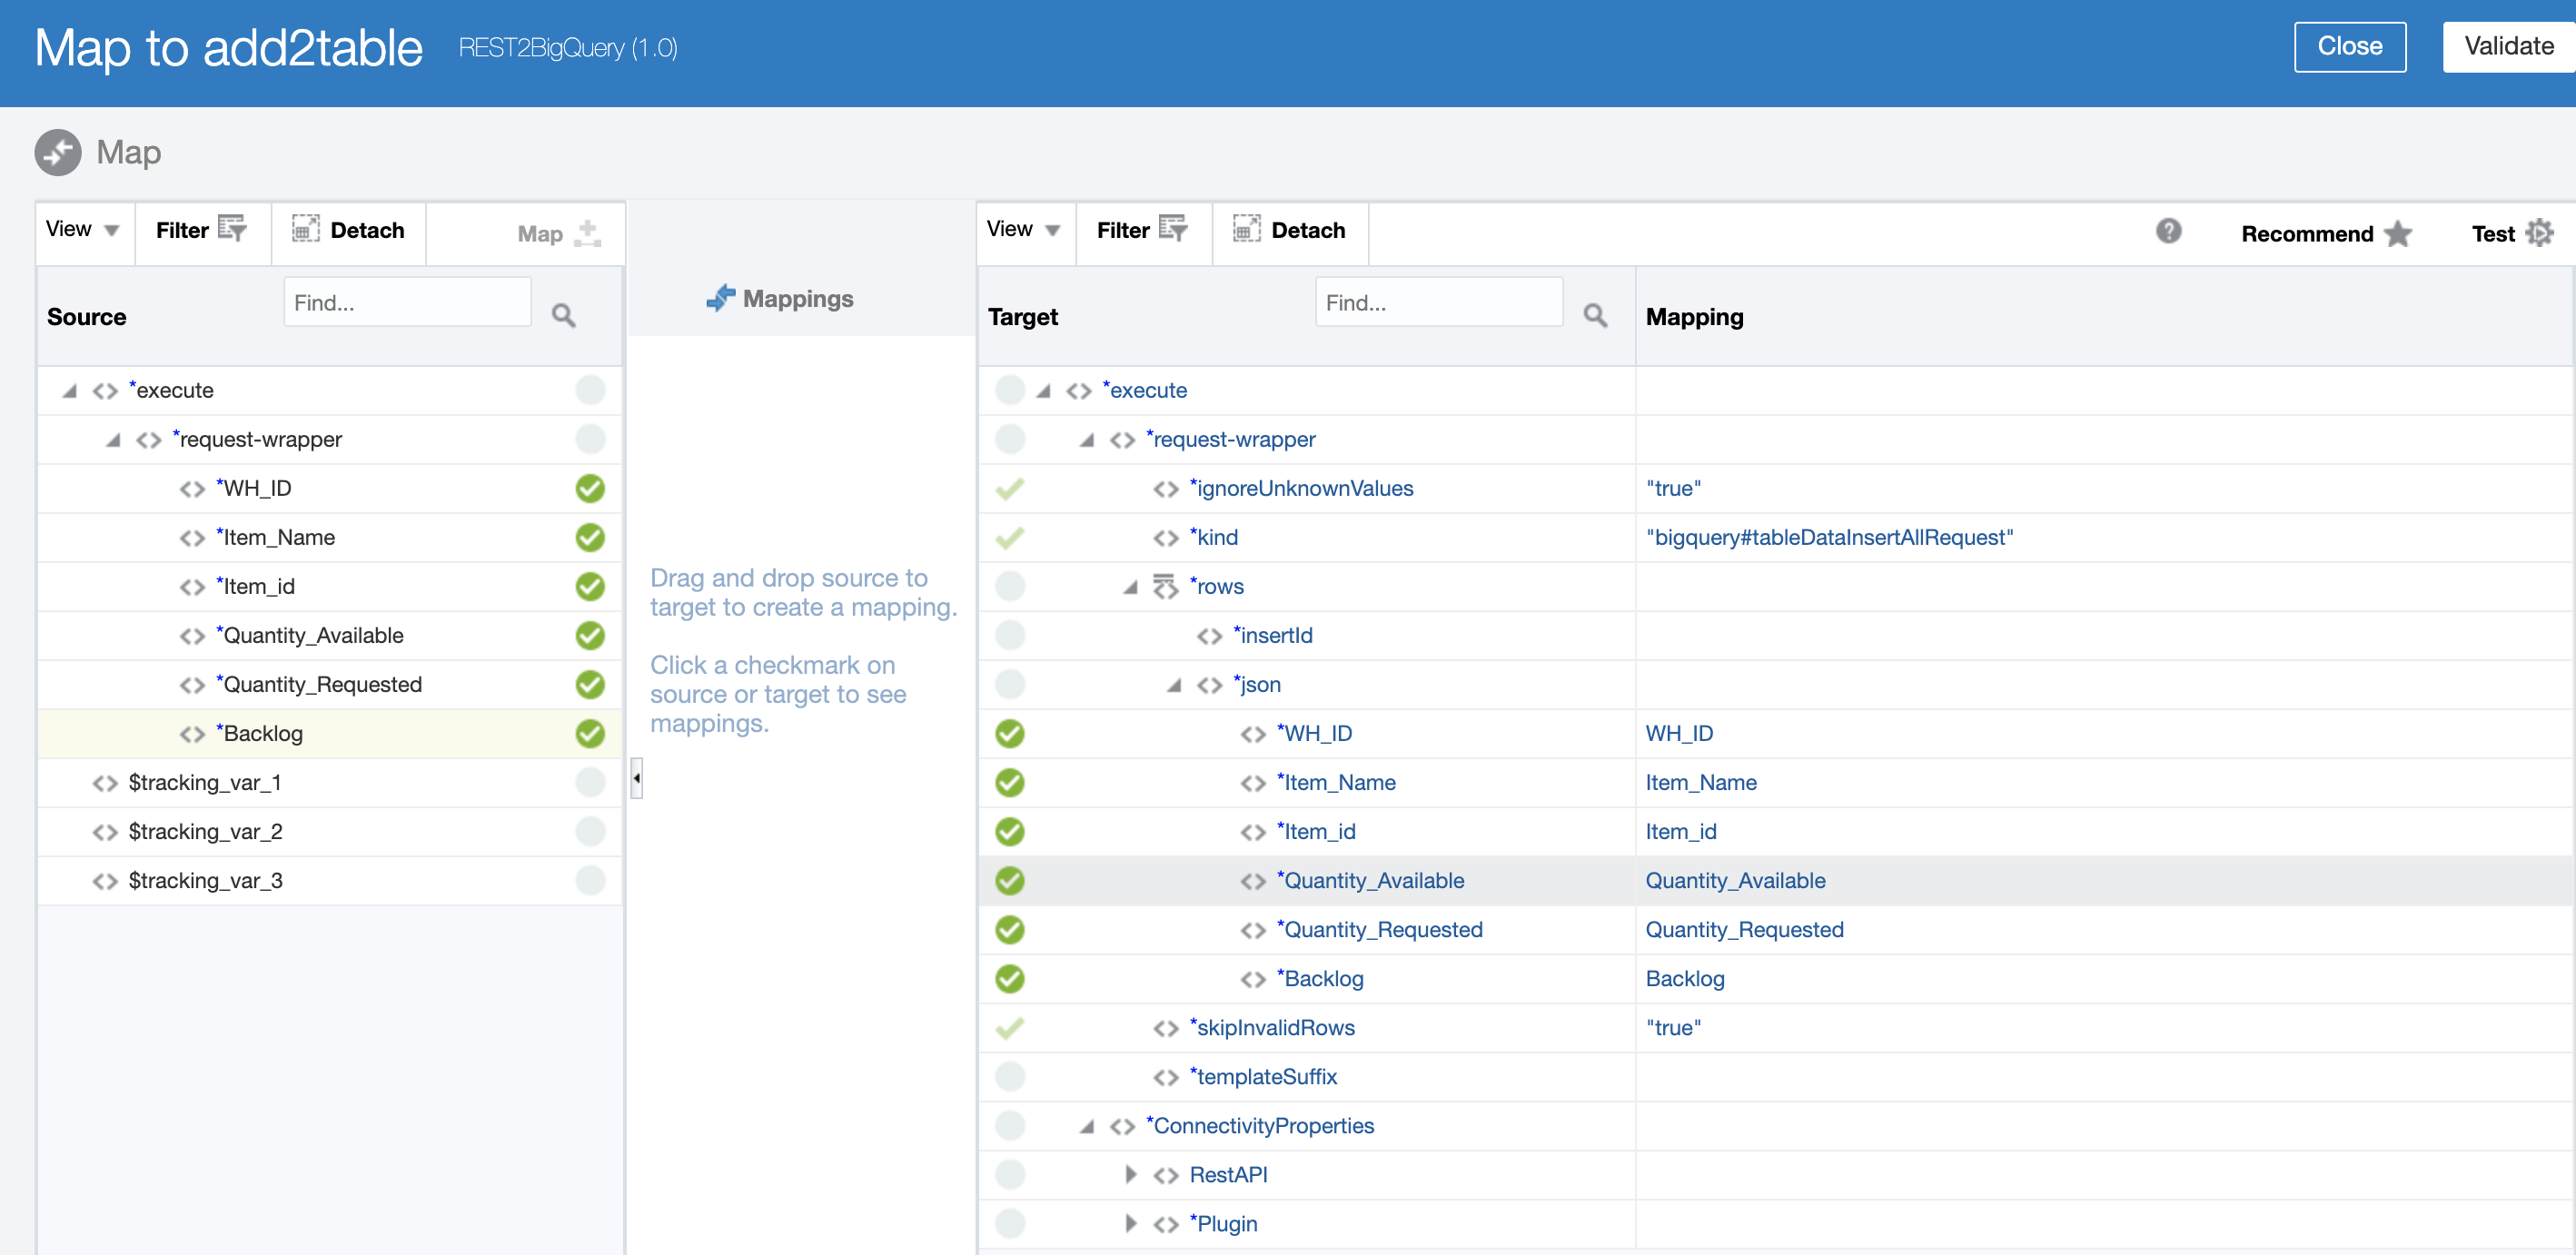 Map to add2table REST2BigQuery (1.0) Close Validate
Map
View Filter Detach Map
Source Find...
*execute
*request-wrapper
*WH_ID
*Item_Name
*Item_id
*Quantity_Available
*Quantity_Requested
*Backlog
$tracking_var_1
$tracking_var_2
$tracking_var_3
Mappings
Drag and drop source to
target to create a mapping.
Click a checkmark on
source or target to see
mappings.
View Filter Detach ? Recommend Test
Target Find... Mapping
*execute
*request-wrapper
*ignoreUnknownValues "true"
*kind "bigquery#tableDataInsertAllRequest"
*rows
*insertId
*json
*WH_ID WH_ID
*Item_Name Item_Name
*Item_id Item_id
*Quantity_Available Quantity_Available
*Quantity_Requested Quantity_Requested
*Backlog Backlog
*skipInvalidRows "true"
*templateSuffix
*ConnectivityProperties
RestAPI
*Plugin